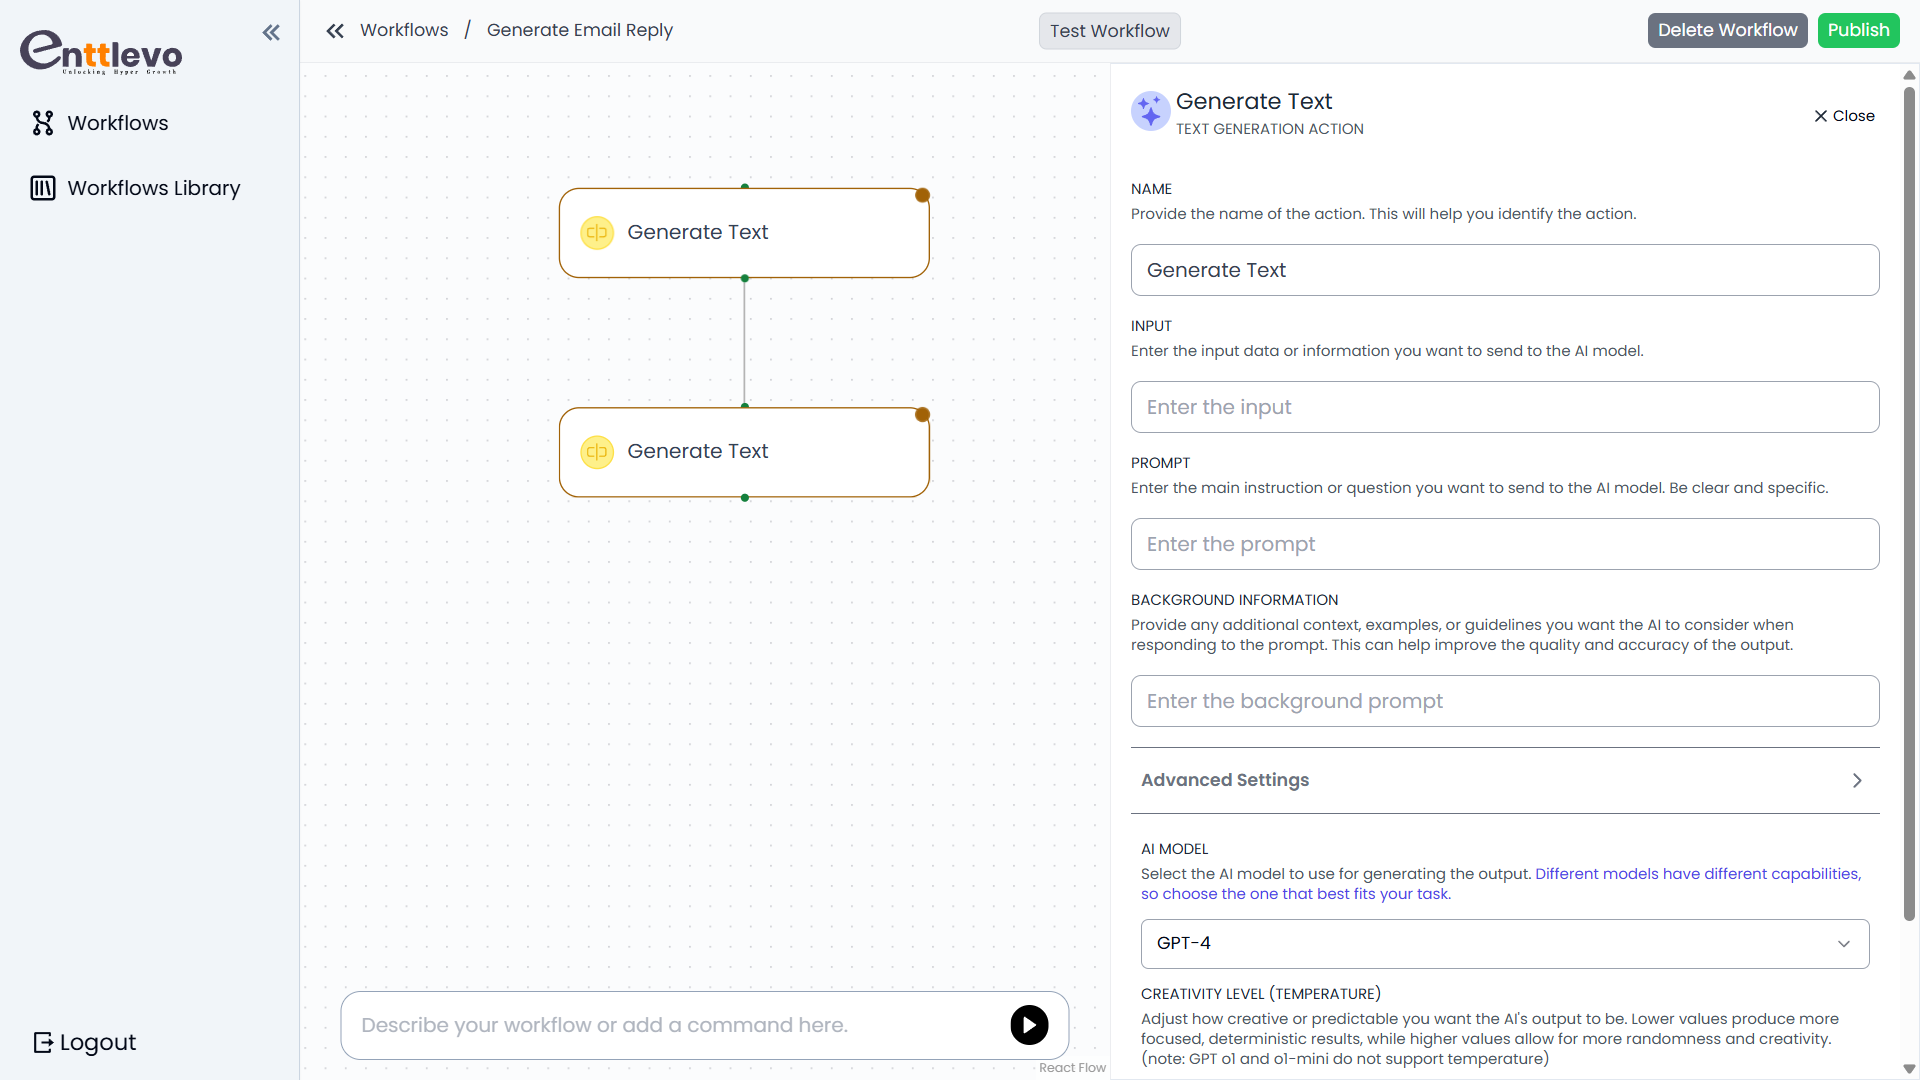 enttlevo
Unlocking Hyper Growth
Workflows
Workflows Library
Logout
Workflows / Generate Email Reply
Test Workflow
Delete Workflow
Publish
Generate Text
Generate Text
Describe your workflow or add a command here.
React Flow
Generate Text
TEXT GENERATION ACTION
Close
NAME
Provide the name of the action. This will help you identify the action.
Generate Text
INPUT
Enter the input data or information you want to send to the AI model.
Enter the input
PROMPT
Enter the main instruction or question you want to send to the AI model. Be clear and specific.
Enter the prompt
BACKGROUND INFORMATION
Provide any additional context, examples, or guidelines you want the AI to consider when
responding to the prompt. This can help improve the quality and accuracy of the output.
Enter the background prompt
Advanced Settings
AI MODEL
Select the AI model to use for generating the output. Different models have different capabilities,
so choose the one that best fits your task.
GPT-4
CREATIVITY LEVEL (TEMPERATURE)
Adjust how creative or predictable you want the AI's output to be. Lower values produce more
focused, deterministic results, while higher values allow for more randomness and creativity.
(note: GPT o1 and o1-mini do not support temperature)